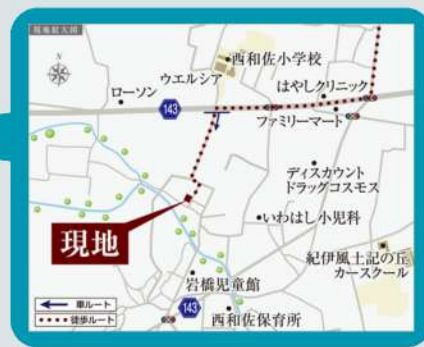 現地拡大図
N
西和佐小学校
ウエルシア
ローソン
はやしクリニック
143
ファミリーマート
ディスカウント
ドラッグコスモス
現地
いわはし小児科
紀伊風土記の丘
カースクール
岩橋児童館
143
西和佐保育所
車ルート
徒歩ルート